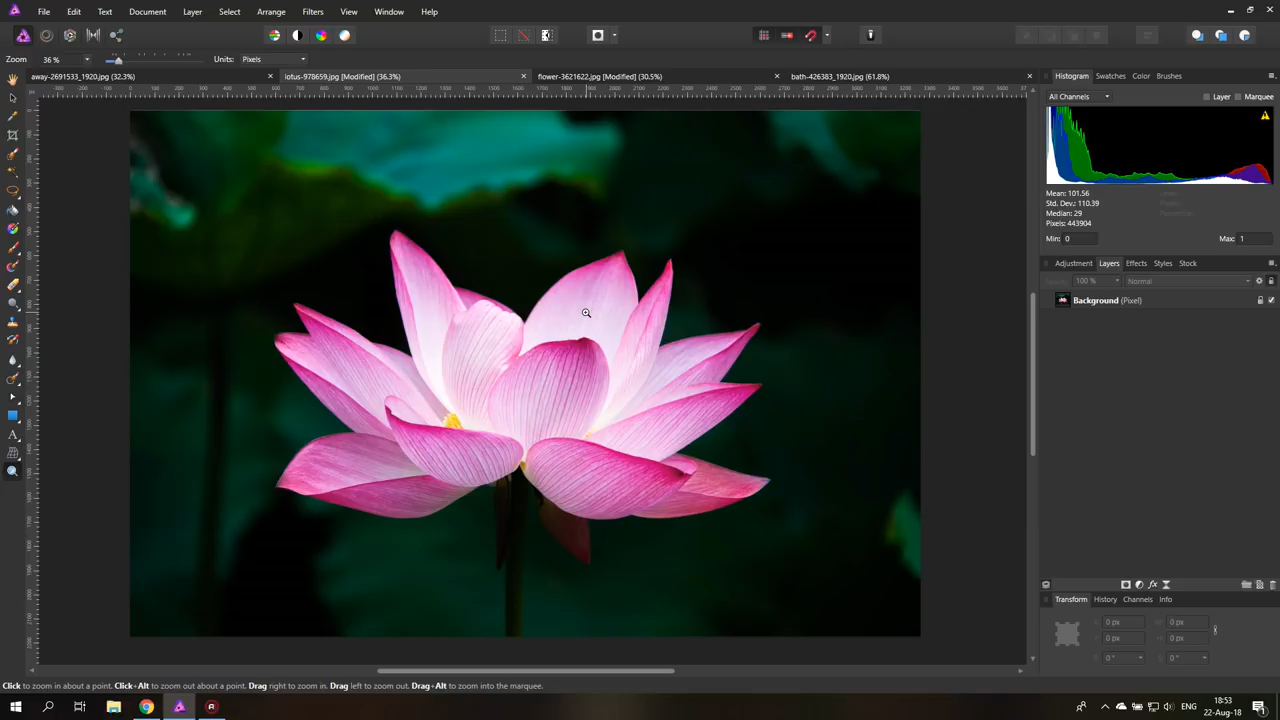 File Edit Text Document Layer Select Arrange Filters View Window Help
Zoom 36 % Units: Pixels
away-2691533_1920.jpg (32.3%) lotus-978659.jpg [Modified] (36.3%) flower-3621622.jpg [Modified] (30.5%) bath-426383_1920.jpg (61.8%)
Histogram Swatches Color Brushes
All Channels Layer Marquee
Mean: 101.56
Std. Dev.: 110.39
Median: 29
Pixels: 443904
Min: 0 Max: 1
Adjustment Layers Effects Styles Stock
100 % Normal
Background (Pixel)
Transform History Channels Info
0 px 0 px
0 px 0 px
0 ° 0 °
Click to zoom in about a point. Click+Alt to zoom out about a point. Drag right to zoom in. Drag left to zoom out. Drag+Alt to zoom into the marquee.
ENG 18:53
22-Aug-18